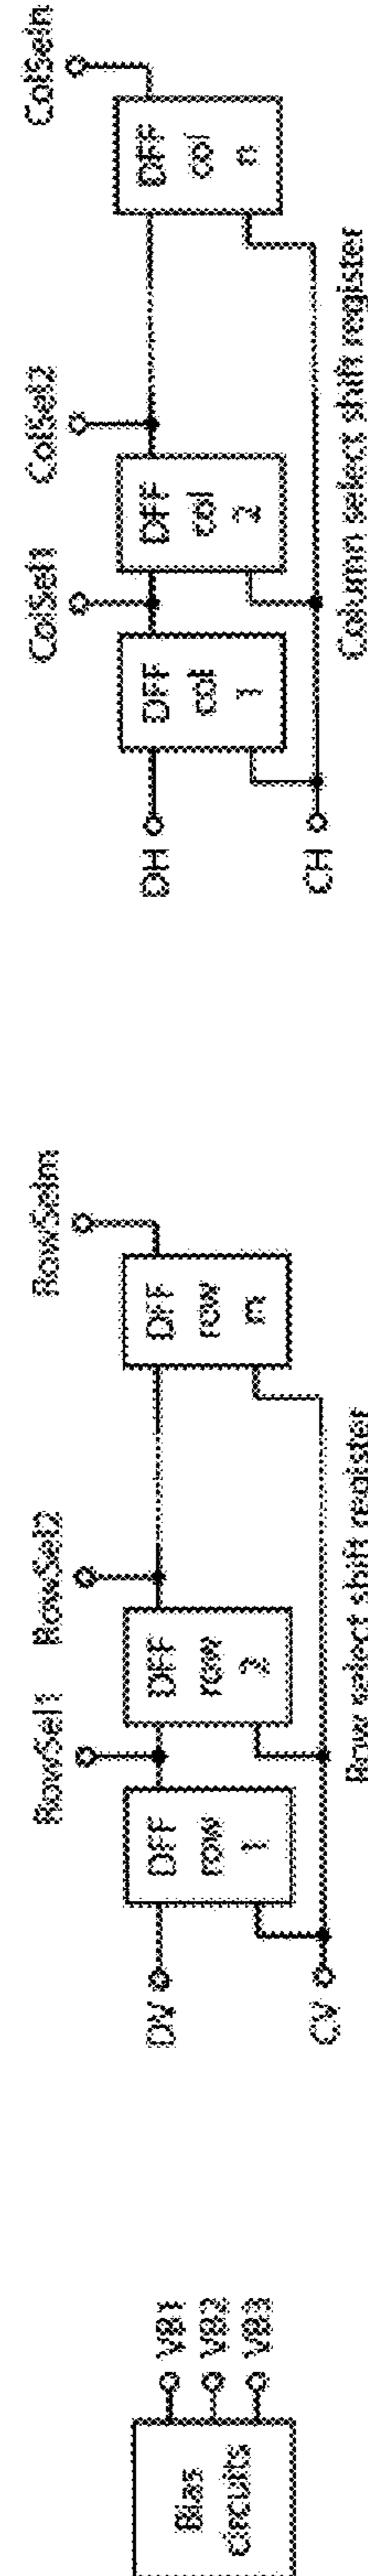 Bias
circuits
VB1
VB2
VB3
RowSel1
RowSel2
RowSelm
DV
DFF
row
1
DFF
row
2
DFF
row
m
CV
Row select shift register
ColSel1
ColSel2
ColSeln
DH
DFF
col
1
DFF
col
2
DFF
col
n
CH
Column select shift register